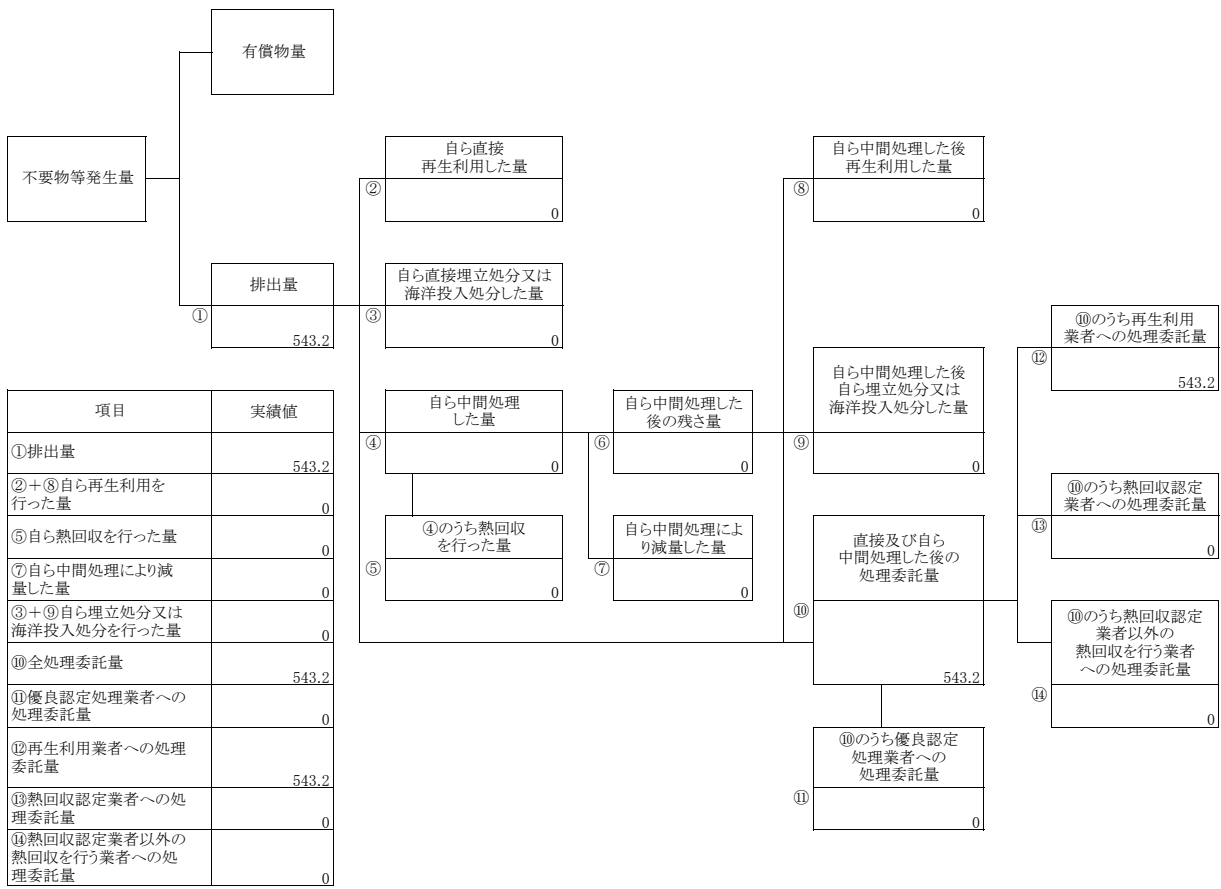 有償物量
不要物等発生量
自ら直接
再生利用した量
②
0
自ら中間処理した後
再生利用した量
⑧
0
排出量
①
543.2
自ら直接埋立処分又は
海洋投入処分した量
③
0
⑩のうち再生利用
業者への処理委託量
⑫
543.2
自ら中間処理
した量
④
0
自ら中間処理した
後の残さ量
⑥
0
自ら中間処理した後
自ら埋立処分又は
海洋投入処分した量
⑨
0
⑩のうち熱回収認定
業者への処理委託量
⑬
0
④のうち熱回収
を行った量
⑤
0
自ら中間処理によ
り減量した量
⑦
0
直接及び自ら
中間処理した後の
処理委託量
⑩
543.2
⑩のうち熱回収認定
業者以外の
熱回収を行う業者
への処理委託量
⑭
0
⑩のうち優良認定
処理業者への
処理委託量
⑪
0
項目 実績値
①排出量
543.2
②+⑧自ら再生利用を
行った量
0
⑤自ら熱回収を行った量
0
⑦自ら中間処理により減
量した量
0
③+⑨自ら埋立処分又は
海洋投入処分を行った量
0
⑩全処理委託量
543.2
⑪優良認定処理業者への
処理委託量
0
⑫再生利用業者への処理
委託量
543.2
⑬熱回収認定業者への処
理委託量
0
⑭熱回収認定業者以外の
熱回収を行う業者への処
理委託量
0